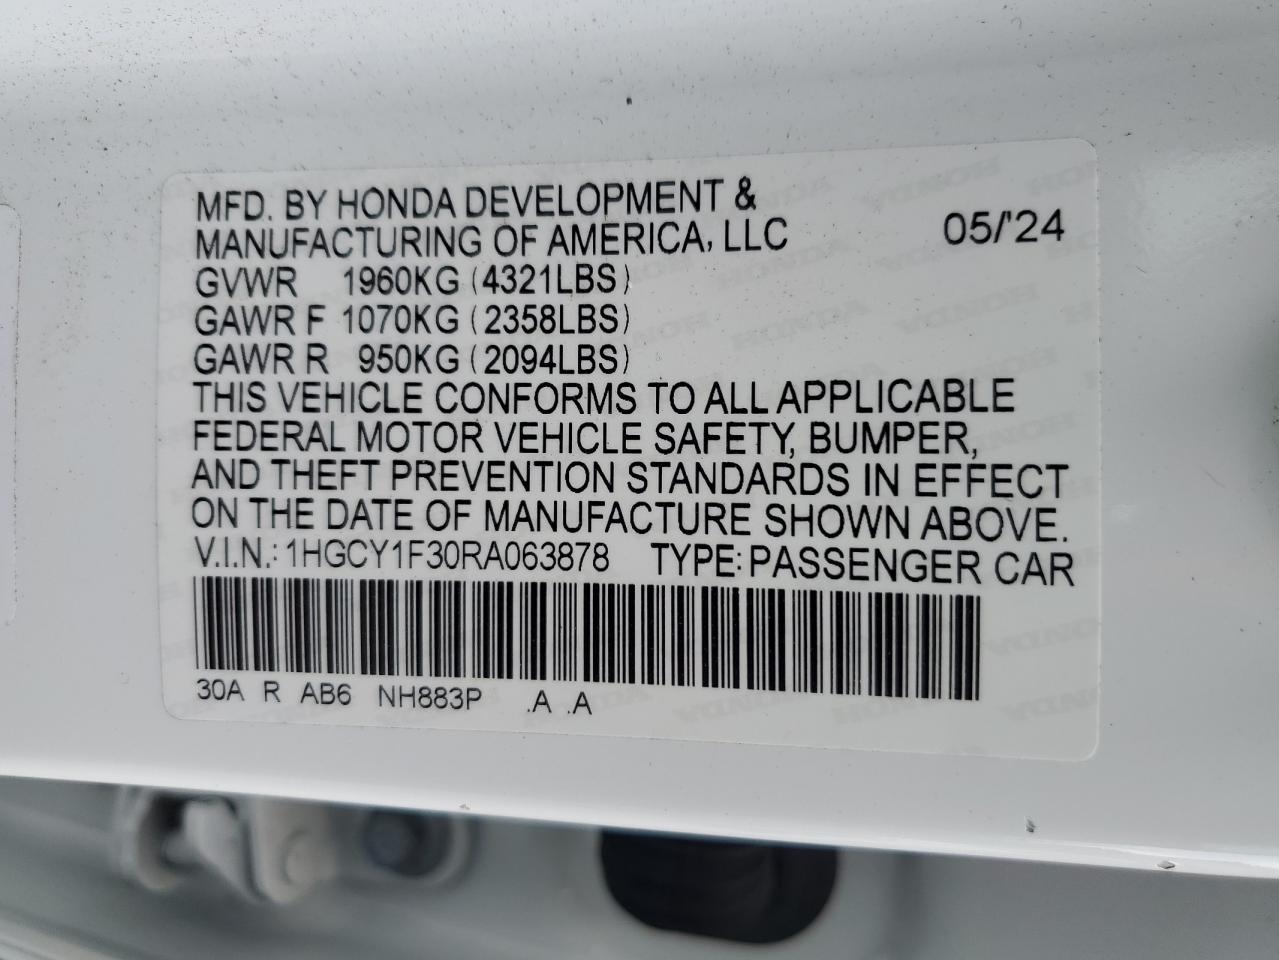 MFD. BY HONDA DEVELOPMENT &
MANUFACTURING OF AMERICA, LLC 05/'24
GVWR 1960KG (4321LBS)
GAWR F 1070KG (2358LBS)
GAWR R 950KG (2094LBS)
THIS VEHICLE CONFORMS TO ALL APPLICABLE
FEDERAL MOTOR VEHICLE SAFETY, BUMPER,
AND THEFT PREVENTION STANDARDS IN EFFECT
ON THE DATE OF MANUFACTURE SHOWN ABOVE.
V.I.N.: 1HGCY1F30RA063878 TYPE: PASSENGER CAR
30A R AB6 NH883P .A .A